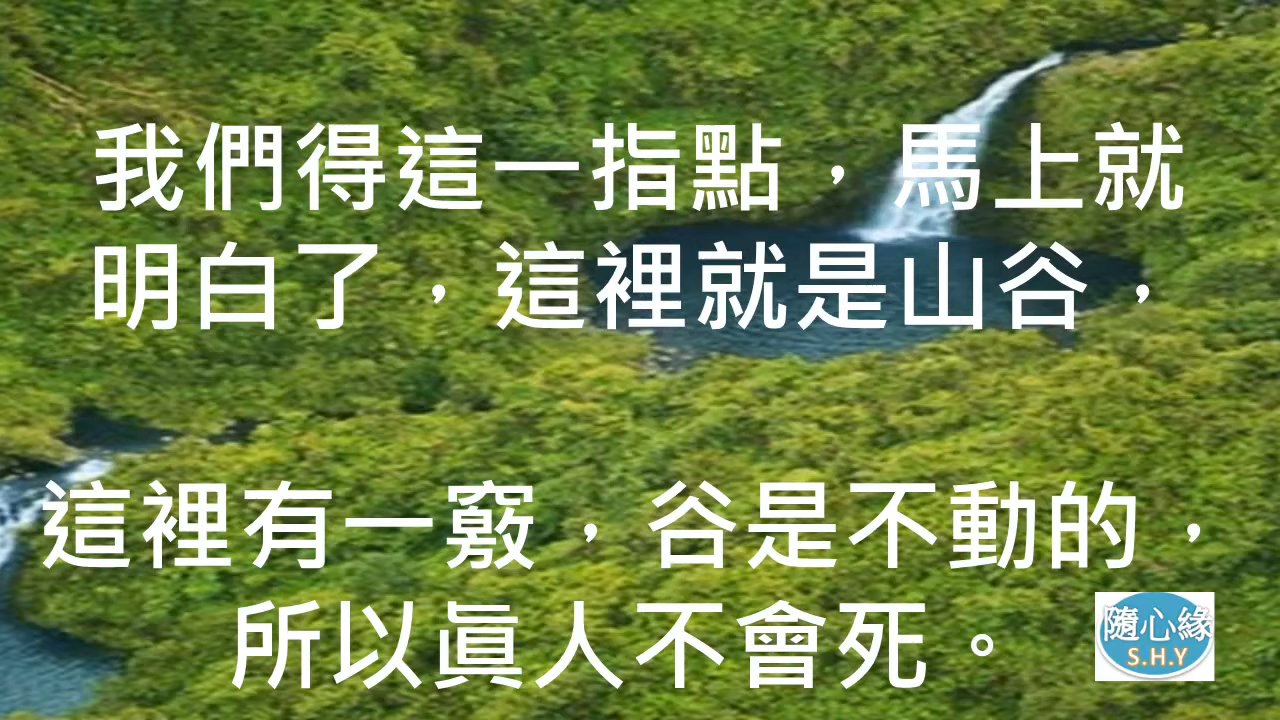 我們得這一指點，馬上就
明白了，這裡就是山谷，
這裡有一竅，谷是不動的，
所以眞人不會死。
隨心緣
S.H.Y